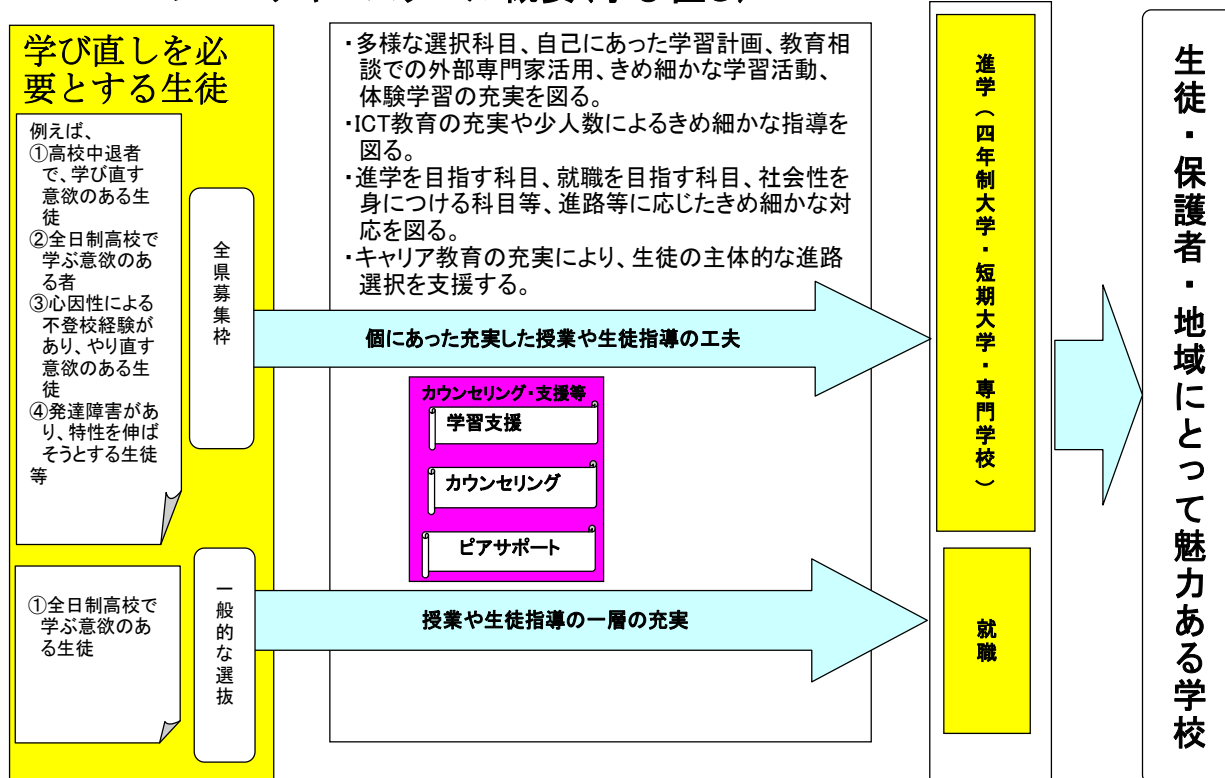 学び直しを必
要とする生徒
例えば、
①高校中退者
で、学び直す
意欲のある生
徒
②全日制高校で
学ぶ意欲のあ
る者
③心因性による
不登校経験が
あり、やり直す
意欲のある生
徒
④発達障害があ
り、特性を伸ば
そうとする生徒
等
全県募集枠
①全日制高校で
学ぶ意欲のあ
る生徒
一般的な選抜
・多様な選択科目、自己にあった学習計画、教育相
談での外部専門家活用、きめ細かな学習活動、
体験学習の充実を図る。
・ICT教育の充実や少人数によるきめ細かな指導を
図る。
・進学を目指す科目、就職を目指す科目、社会性を
身につける科目等、進路等に応じたきめ細かな対
応を図る。
・キャリア教育の充実により、生徒の主体的な進路
選択を支援する。
個にあった充実した授業や生徒指導の工夫
カウンセリング・支援等
学習支援
カウンセリング
ピアサポート
授業や生徒指導の一層の充実
進学（四年制大学・短期大学・専門学校）
就職
生徒・保護者・地域にとって魅力ある学校